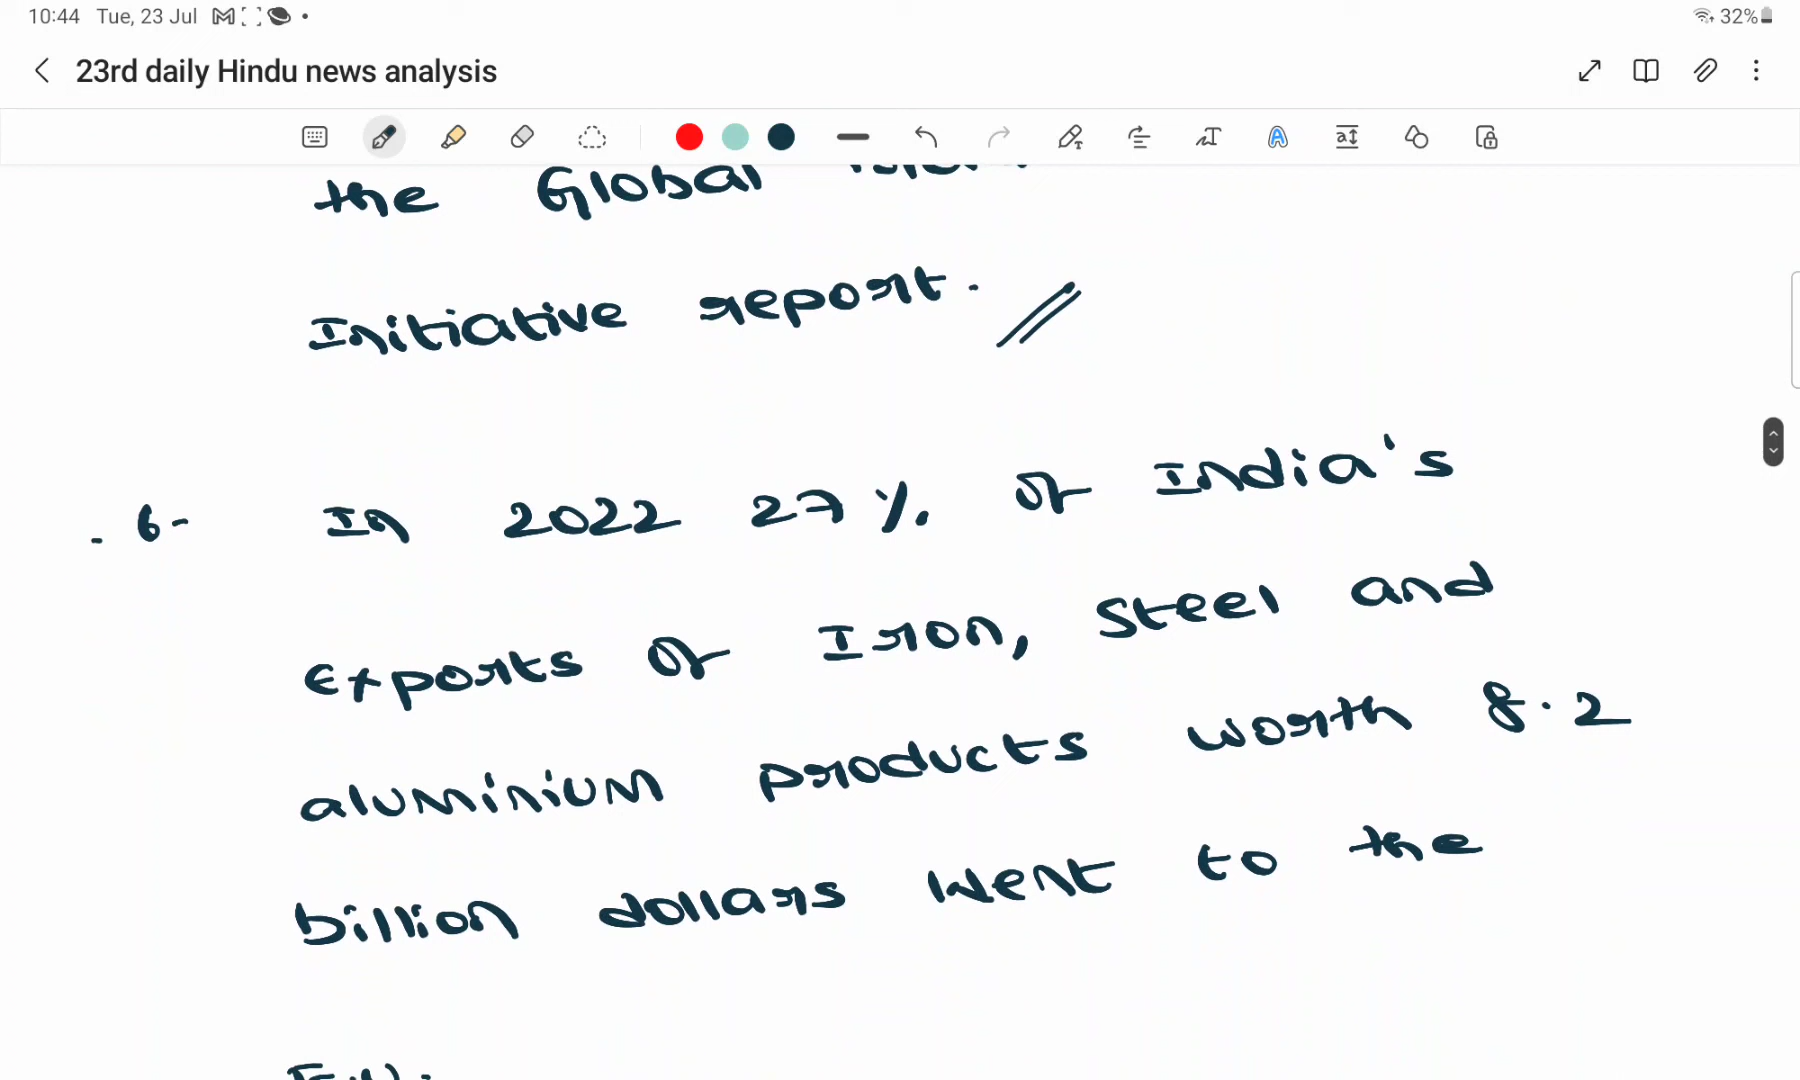 10:44 Tue, 23 Jul
32%
23rd daily Hindu news analysis
the Global
Initiative report.
6- In 2022 27% of India's
exports of Iron, Steel and
aluminium products worth 8.2
billion dollars went to the